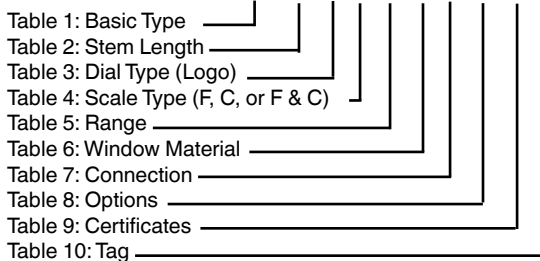 Table 1: Basic Type
Table 2: Stem Length
Table 3: Dial Type (Logo)
Table 4: Scale Type (F, C, or F & C)
Table 5: Range
Table 6: Window Material
Table 7: Connection
Table 8: Options
Table 9: Certificates
Table 10: Tag